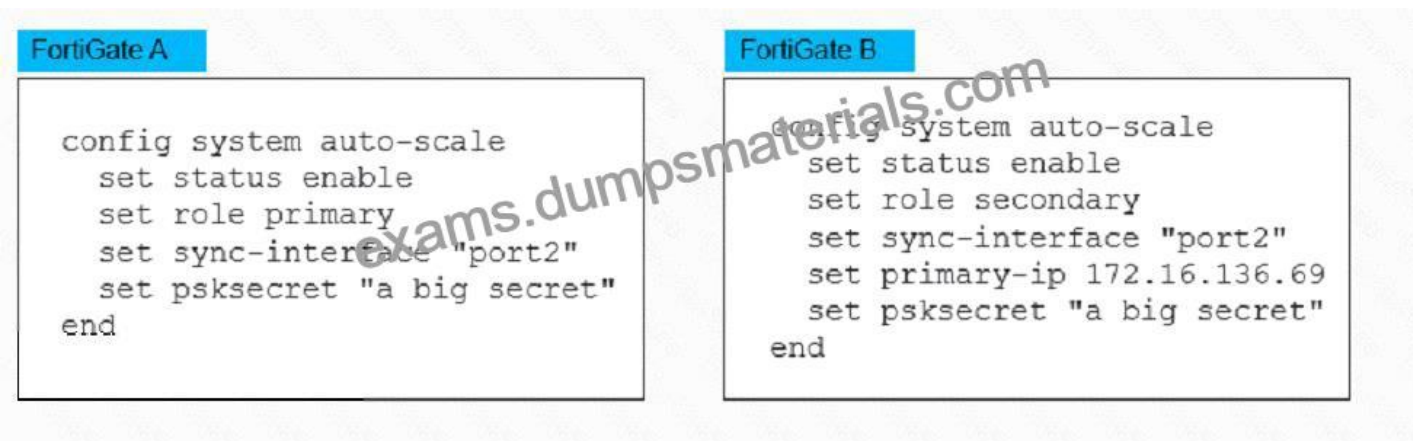 FortiGate A
config system auto-scale
set status enable
set role primary
set sync-interface "port2"
set psksecret "a big secret"
end
FortiGate B
config system auto-scale
set status enable
set role secondary
set sync-interface "port2"
set primary-ip 172.16.136.69
set psksecret "a big secret"
end
exams.dumpsmaterials.com